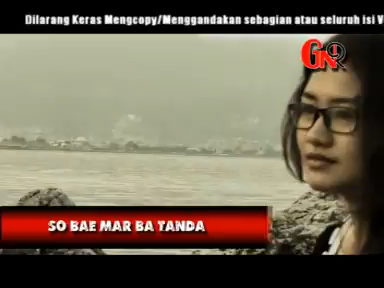 Dilarang Keras Mengcopy/Menggandakan sebagian atau seluruh isi V
GNR
SO BAE MAR BA TANDA